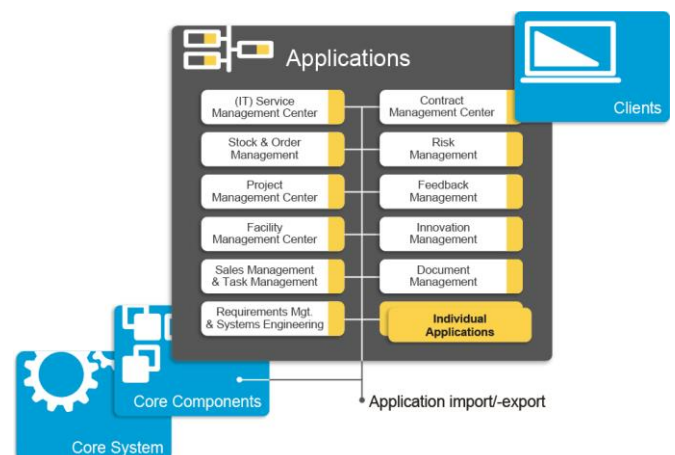 Applications
Clients
(IT) Service
Management Center
Contract
Management Center
Stock & Order
Management
Risk
Management
Project
Management Center
Feedback
Management
Facility
Management Center
Innovation
Management
Sales Management
& Task Management
Document
Management
Requirements Mgt.
& Systems Engineering
Individual
Applications
Core Components
Application import/-export
Core System